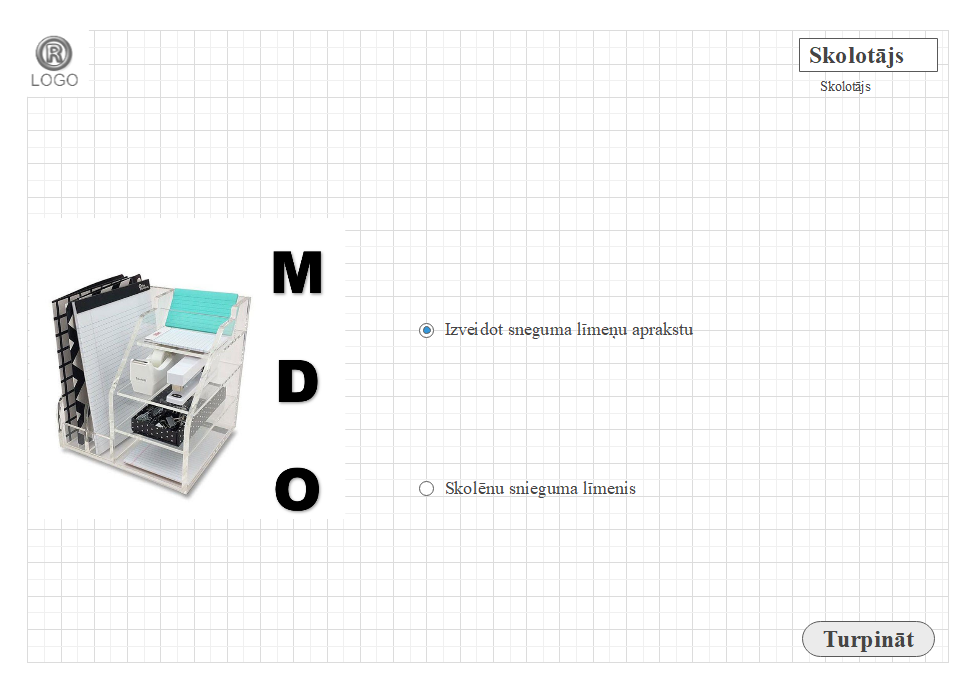 ®
LOGO
Skolotājs
Skolotājs
M
D
O
Izveidot sneguma līmeņu aprakstu
Skolēnu snieguma līmenis
Turpināt